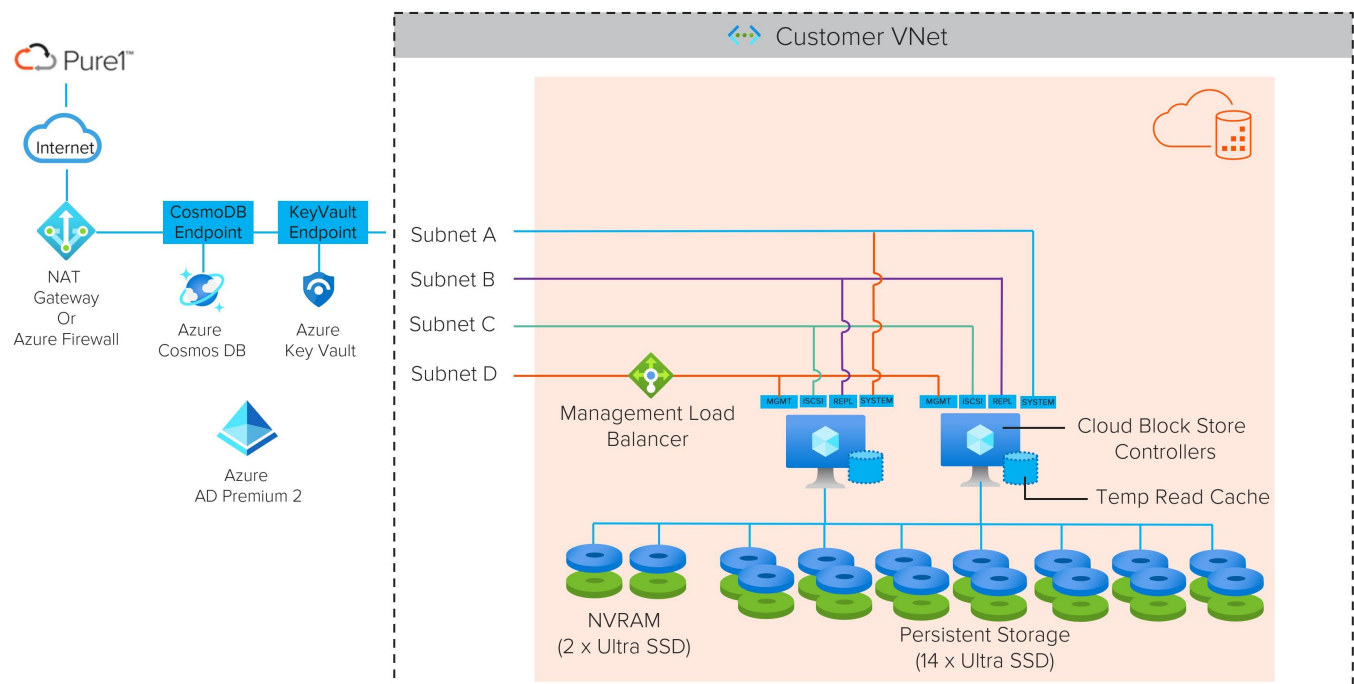 Customer VNet
Pure1™
Internet
CosmoDB
Endpoint
KeyVault
Endpoint
NAT
Gateway
Or
Azure Firewall
Azure
Cosmos DB
Azure
Key Vault
Azure
AD Premium 2
Subnet A
Subnet B
Subnet C
Subnet D
Management Load
Balancer
MGMT ISCSI REPL SYSTEM
MGMT ISCSI REPL SYSTEM
Cloud Block Store
Controllers
Temp Read Cache
NVRAM
(2 x Ultra SSD)
Persistent Storage
(14 x Ultra SSD)